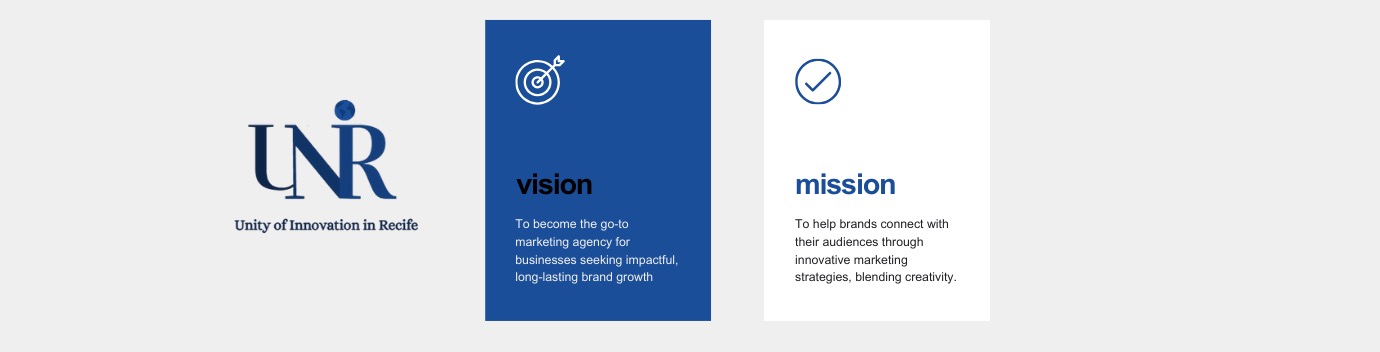 UNIR
Unity of Innovation in Recife
vision
To become the go-to
marketing agency for
businesses seeking impactful,
long-lasting brand growth
mission
To help brands connect with
their audiences through
innovative marketing
strategies, blending creativity.